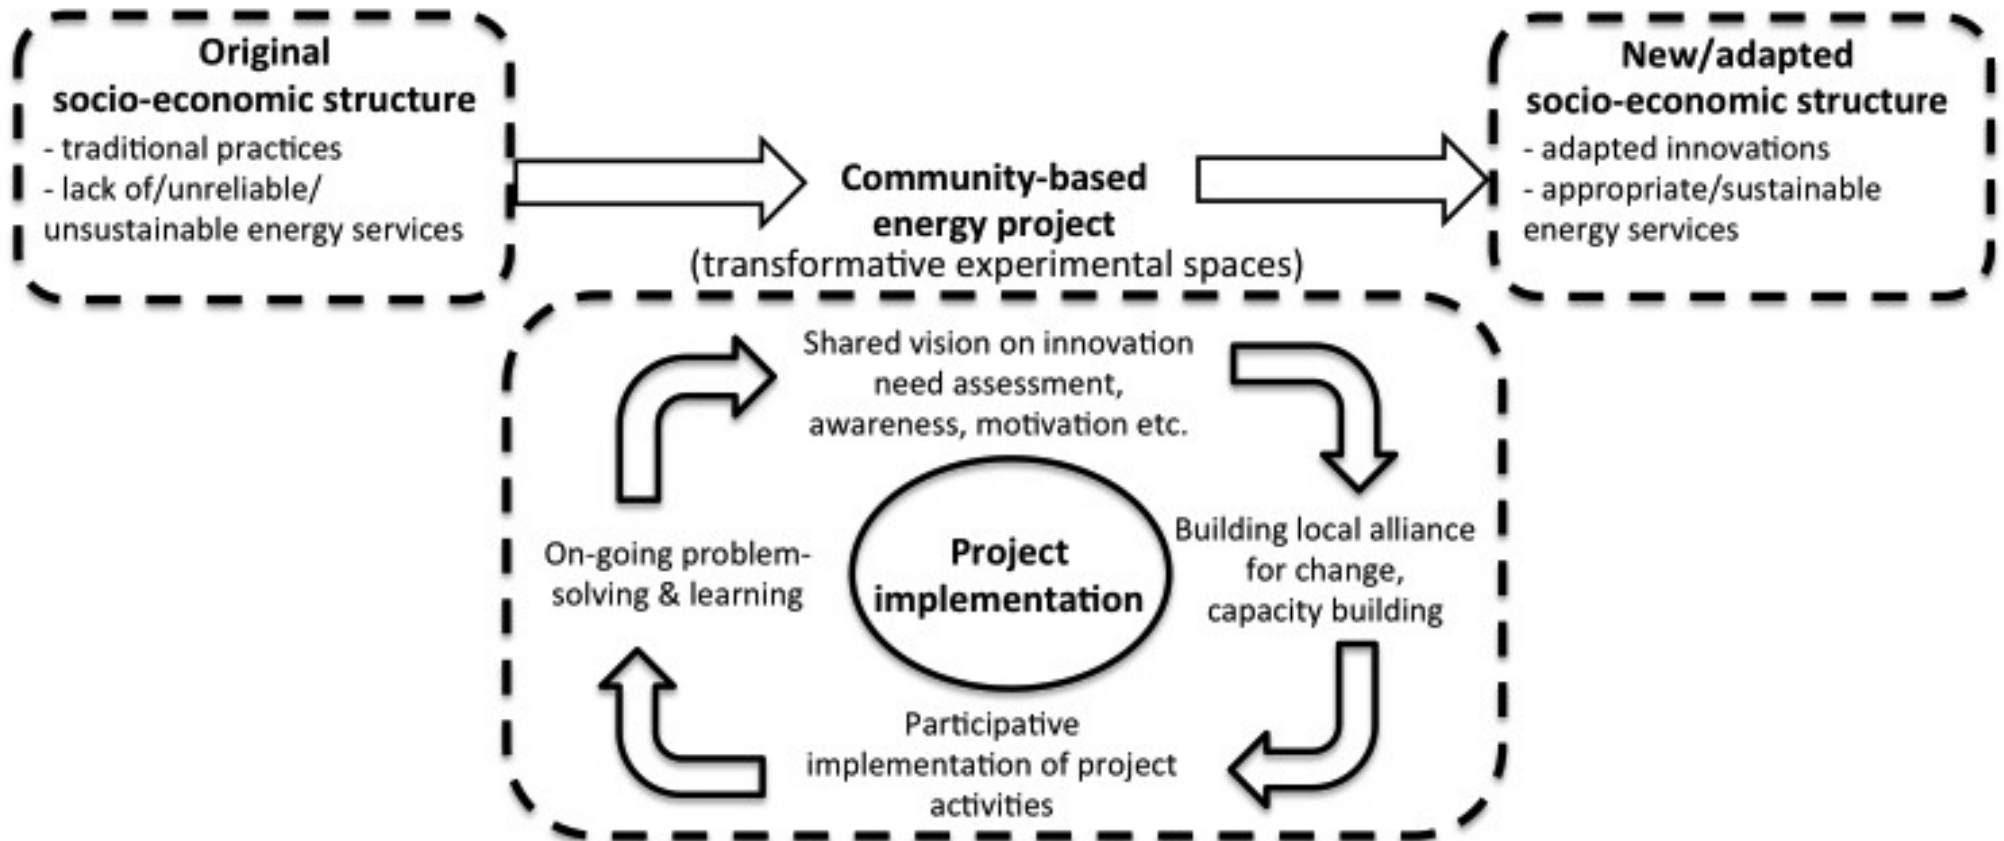 Original
socio-economic structure
- traditional practices
- lack of/unreliable/
unsustainable energy services
Community-based
energy project
(transformative experimental spaces)
New/adapted
socio-economic structure
- adapted innovations
- appropriate/sustainable
energy services
Shared vision on innovation
need assessment,
awareness, motivation etc.
Building local alliance
for change,
capacity building
Participative
implementation of project
activities
On-going problem-
solving & learning
Project
implementation